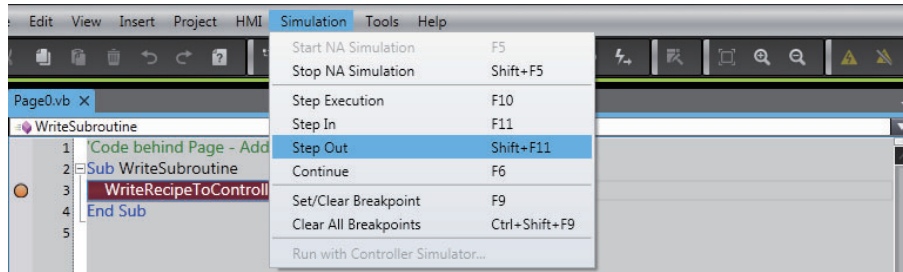 Edit View Insert Project HMI Simulation Tools Help
Start NA Simulation F5
Stop NA Simulation Shift+F5
Page0.vb
Step Execution F10
WriteSubroutine
Step In F11
1 'Code behind Page - Add
Step Out Shift+F11
2 Sub WriteSubroutine
Continue F6
3 WriteRecipeToControll
Set/Clear Breakpoint F9
4 End Sub
Clear All Breakpoints Ctrl+Shift+F9
5
Run with Controller Simulator...